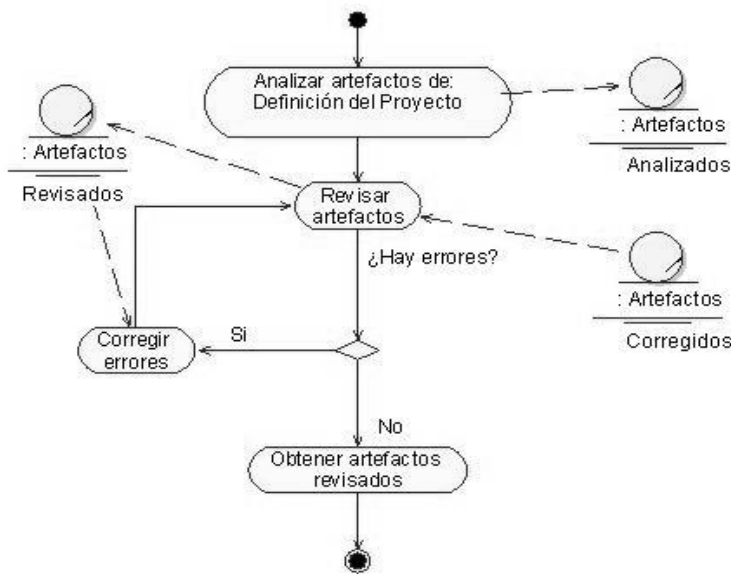 Analizar artefactos de:
Definición del Proyecto
: Artefactos
Analizados
: Artefactos
Revisados
Revisar
artefactos
¿Hay errores?
: Artefactos
Corregidos
Corregir
errores
Si
No
Obtener artefactos
revisados